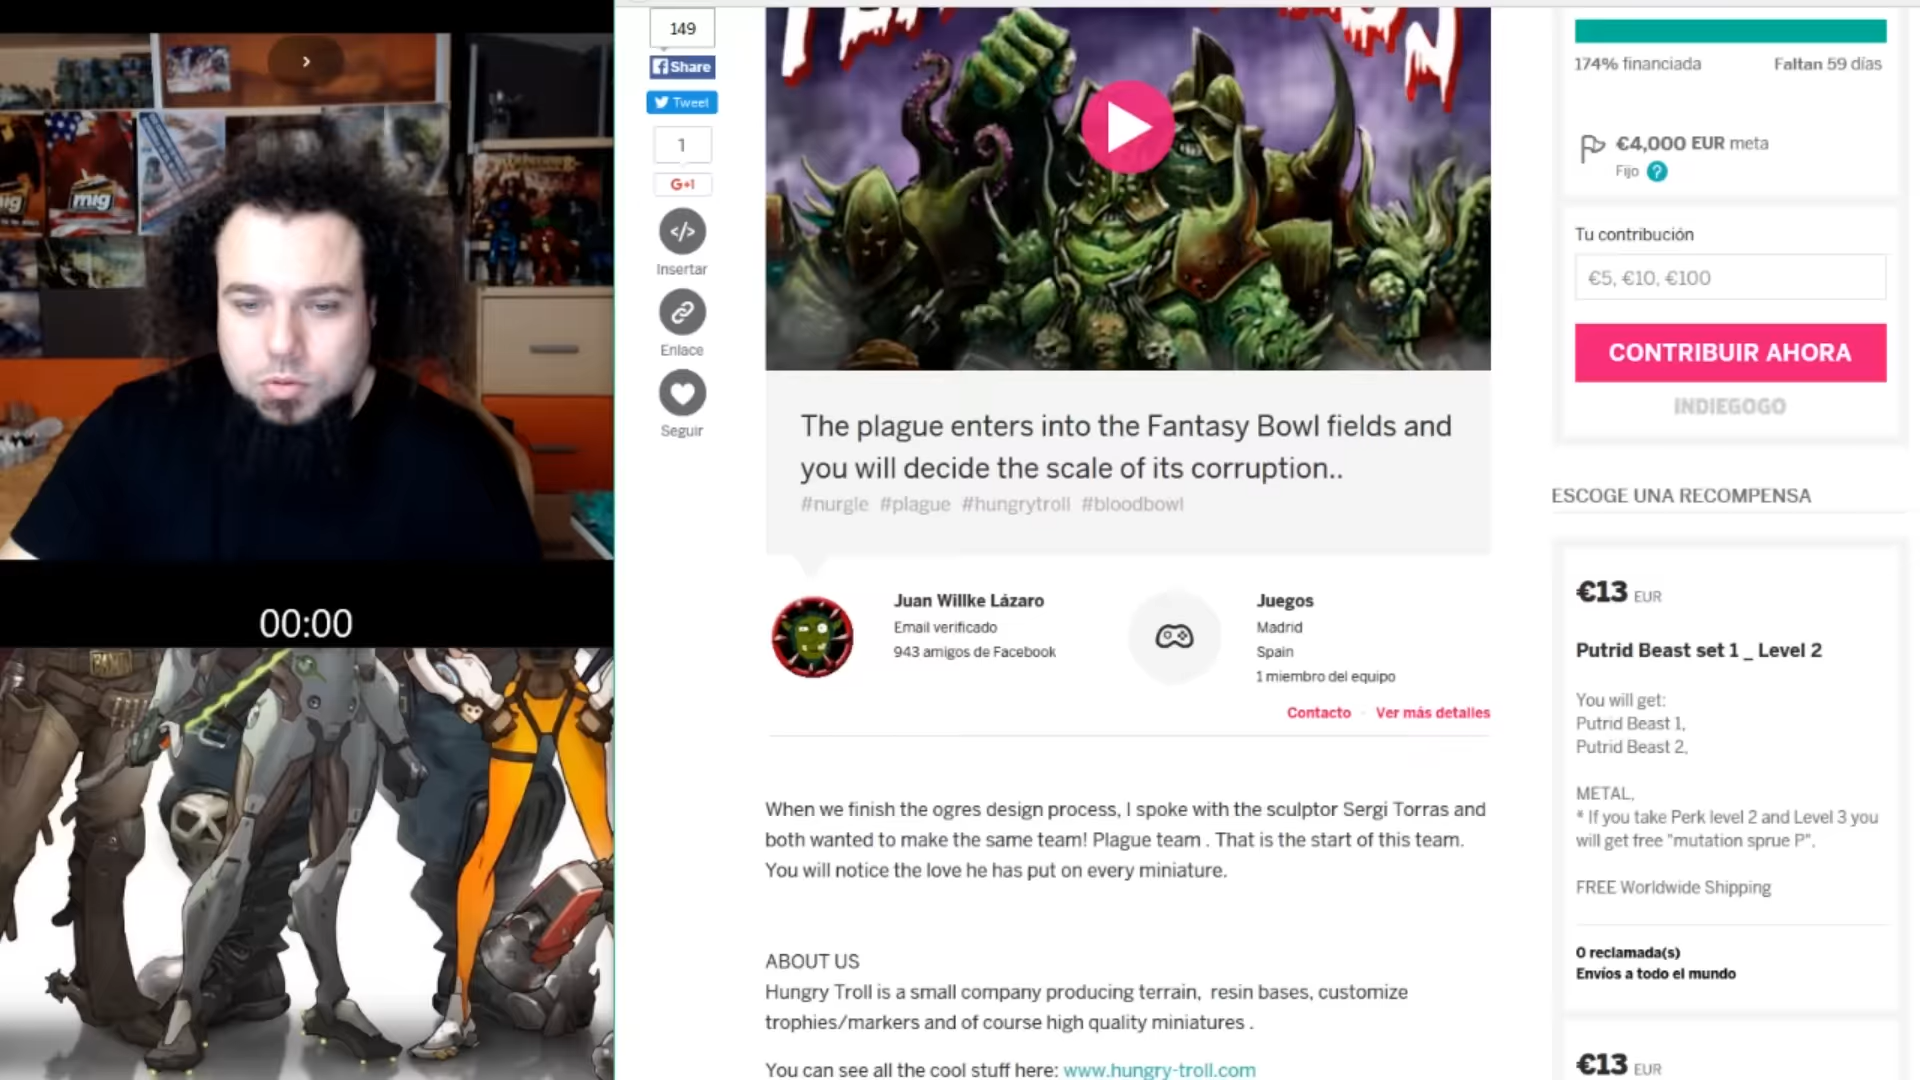 149
Share
Tweet
1
G+1
Insertar
Enlace
Seguir
mig
00:00
The plague enters into the Fantasy Bowl fields and
you will decide the scale of its corruption..
#nurgle #plague #hungrytroll #bloodbowl
Juan Willke Lázaro
Email verificado
943 amigos de Facebook
Juegos
Madrid
Spain
1 miembro del equipo
Contacto - Ver más detalles
When we finish the ogres design process, I spoke with the sculptor Sergi Torras and
both wanted to make the same team! Plague team . That is the start of this team.
You will notice the love he has put on every miniature.
ABOUT US
Hungry Troll is a small company producing terrain, resin bases, customize
trophies/markers and of course high quality miniatures .
You can see all the cool stuff here: www.hungry-troll.com
174% financiada Faltan 59 días
€4,000 EUR meta
Fijo ?
Tu contribución
€5, €10, €100
CONTRIBUIR AHORA
INDIEGOGO
ESCOGE UNA RECOMPENSA
€13 EUR
Putrid Beast set 1 _ Level 2
You will get:
Putrid Beast 1,
Putrid Beast 2,
METAL,
* If you take Perk level 2 and Level 3 you
will get free "mutation sprue P",
FREE Worldwide Shipping
0 reclamada(s)
Envíos a todo el mundo
€13 EUR